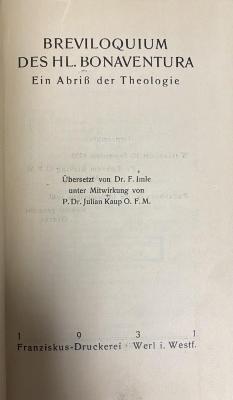 BREVILOQUIUM
DES HL. BONAVENTURA
Ein Abriß der Theologie
Übersetzt von Dr. F. Imle
unter Mitwirkung von
P. Dr. Julian Kaup O. F. M.
1 9 3 1
Franziskus-Druckerei Werl i. Westf.